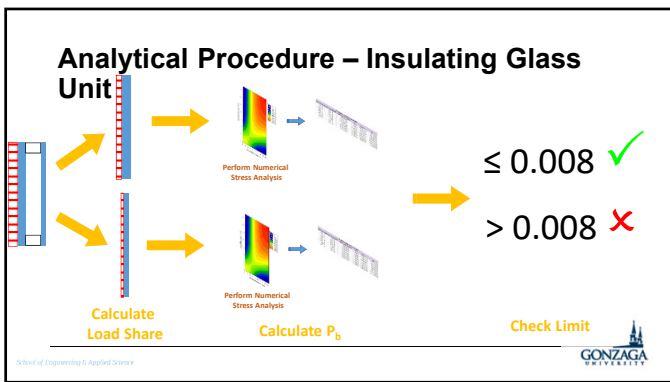 Analytical Procedure – Insulating Glass
Unit
Perform Numerical
Stress Analysis
Perform Numerical
Stress Analysis
≤ 0.008 ✓
> 0.008 ✗
Calculate
Load Share
Calculate Pb
Check Limit
School of Engineering & Applied Science
GONZAGA
UNIVERSITY